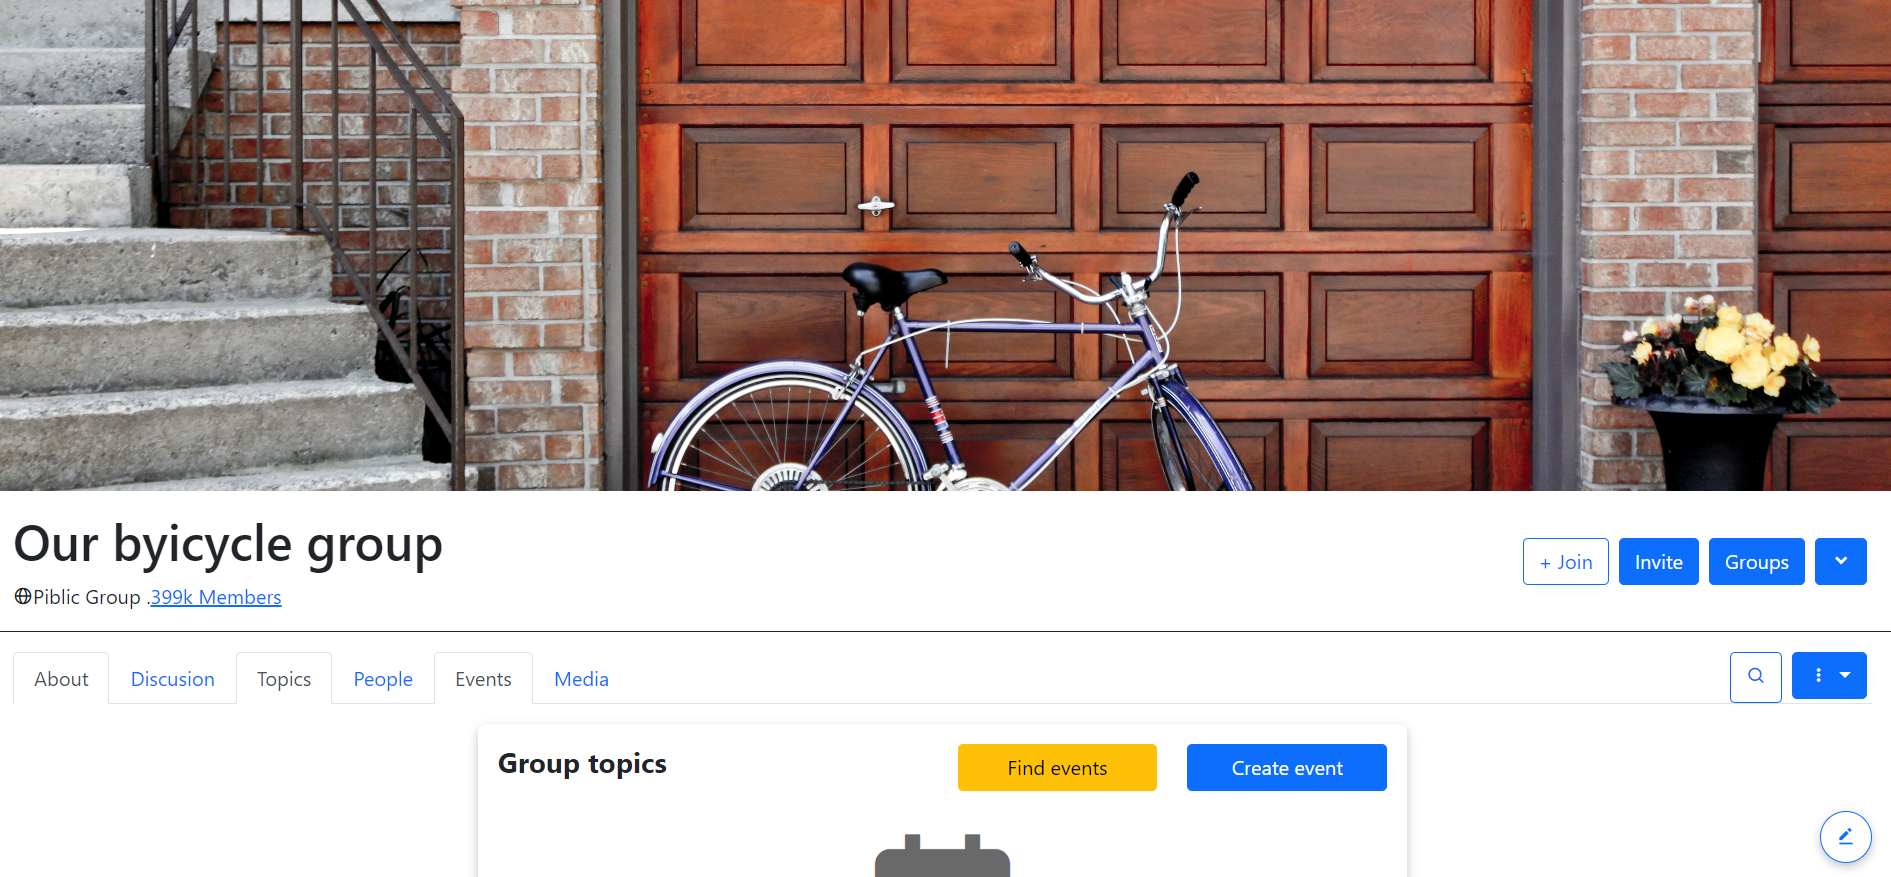 Our byicycle group
+ Join Invite Groups
Piblic Group .399k Members
About Discusion Topics People Events Media
Group topics Find events Create event